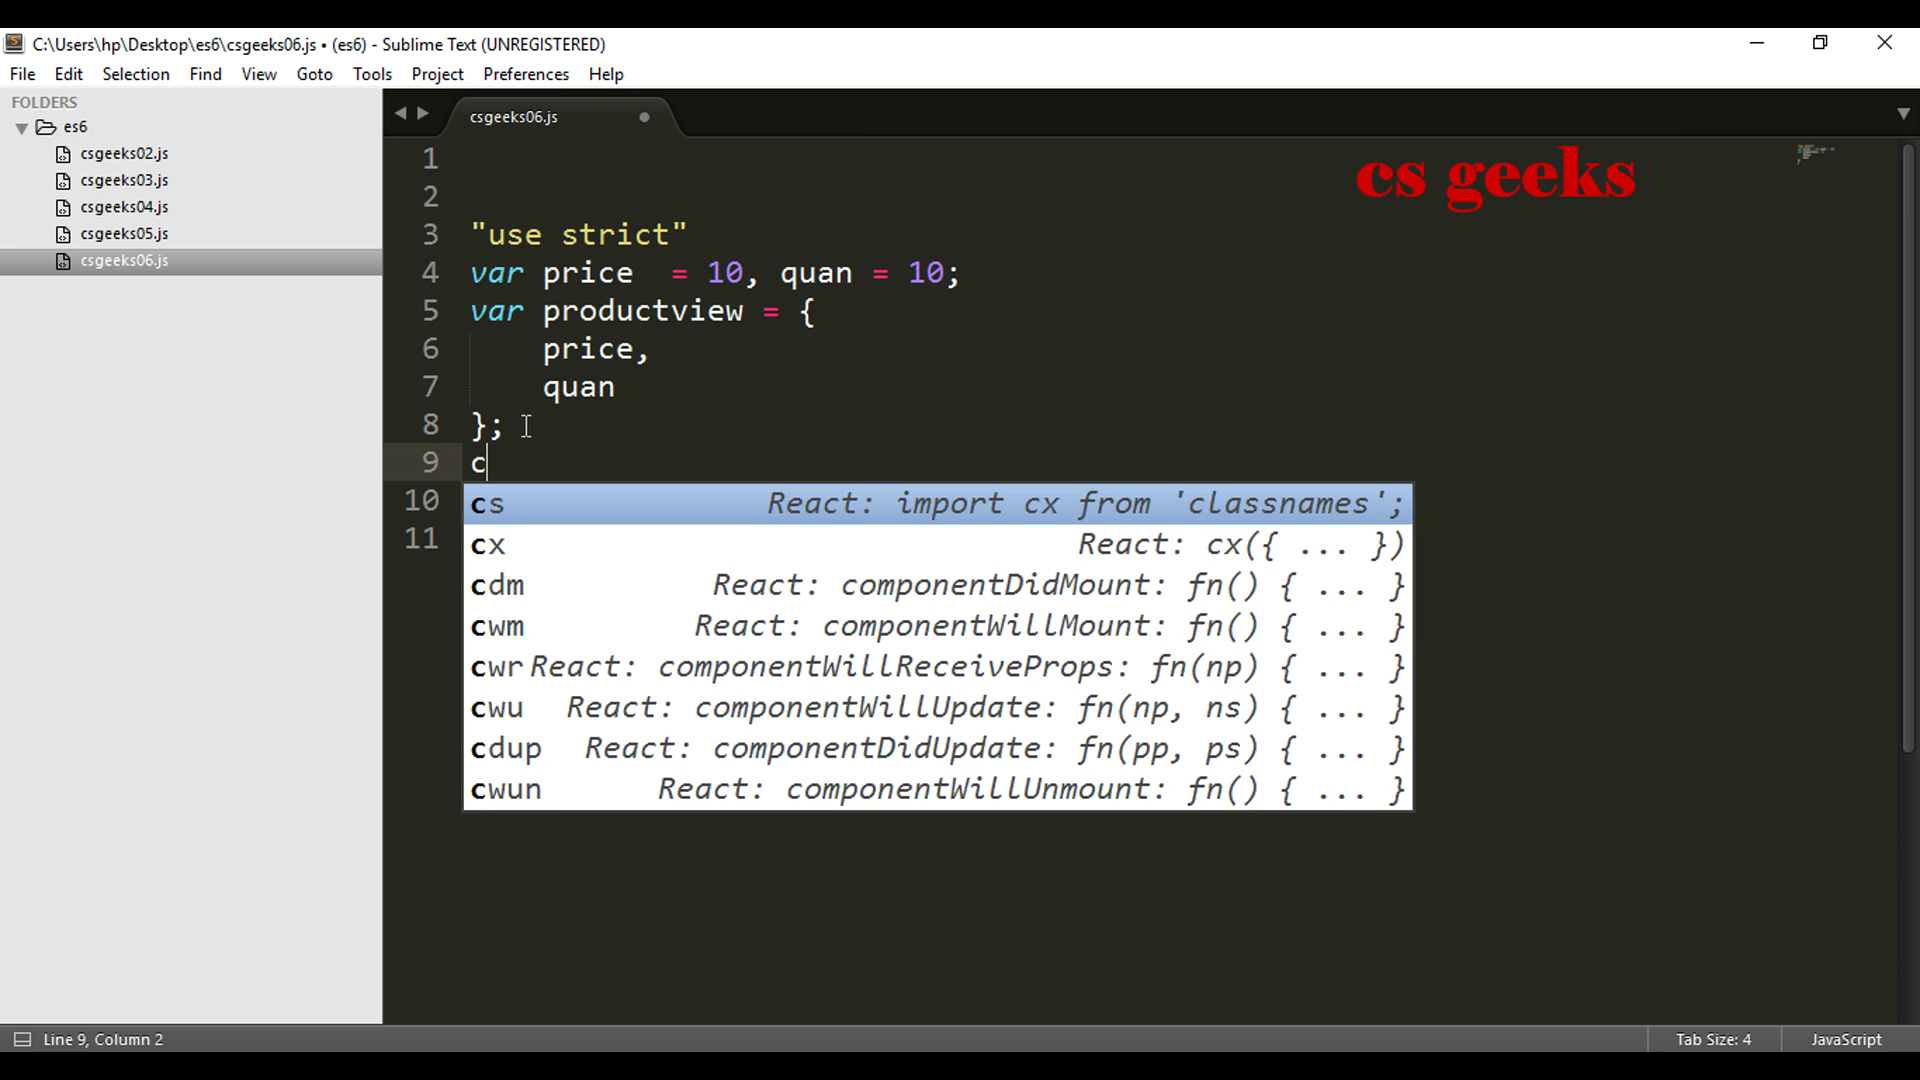 C:\Users\hp\Desktop\es6\csgeeks06.js • (es6) - Sublime Text (UNREGISTERED)
File Edit Selection Find View Goto Tools Project Preferences Help
FOLDERS
es6
csgeeks02.js
csgeeks03.js
csgeeks04.js
csgeeks05.js
csgeeks06.js
csgeeks06.js
cs geeks
1
2
3 "use strict"
4 var price  = 10, quan = 10;
5 var productview = {
6 price,
7 quan
8 };
9 c
10
11
cs React: import cx from 'classnames';
cx React: cx({ ... })
cdm React: componentDidMount: fn() { ... }
cwm React: componentWillMount: fn() { ... }
cwr React: componentWillReceiveProps: fn(np) { ... }
cwu React: componentWillUpdate: fn(np, ns) { ... }
cdup React: componentDidUpdate: fn(pp, ps) { ... }
cwun React: componentWillUnmount: fn() { ... }
Line 9, Column 2
Tab Size: 4
JavaScript